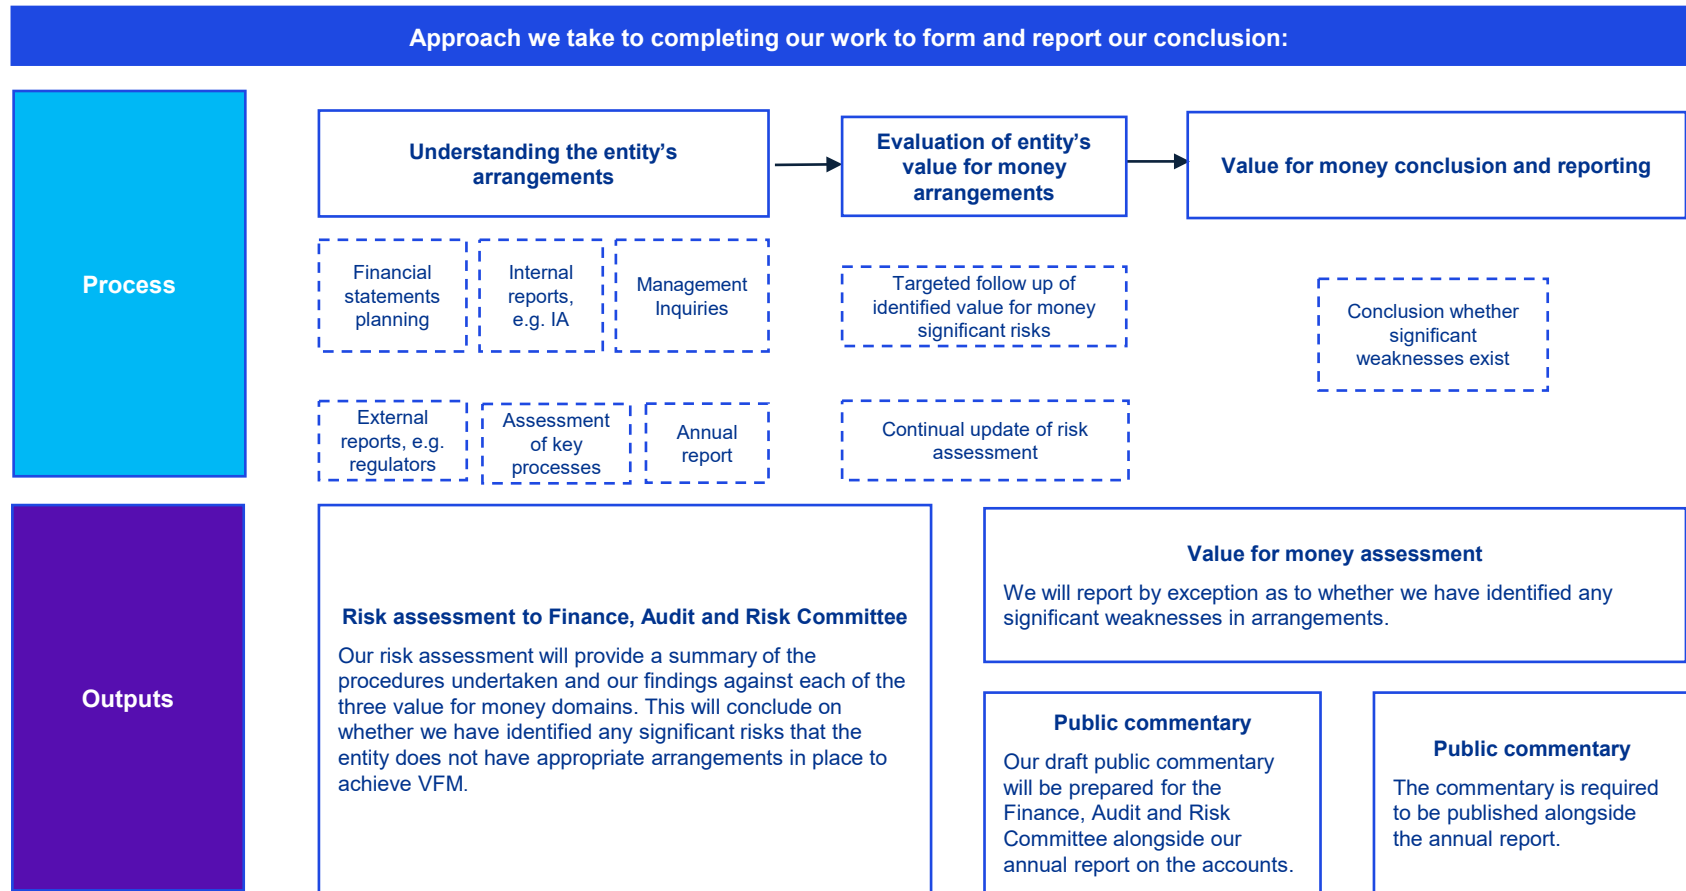 Approach we take to completing our work to form and report our conclusion:
Process
Understanding the entity's
arrangements
Evaluation of entity's
value for money
arrangements
Value for money conclusion and reporting
Financial
statements
planning
Internal
reports,
e.g. IA
Management
Inquiries
Targeted follow up of
identified value for money
significant risks
Conclusion whether
significant
weaknesses exist
External
reports, e.g.
regulators
Assessment
of key
processes
Annual
report
Continual update of risk
assessment
Outputs
Risk assessment to Finance, Audit and Risk Committee
Our risk assessment will provide a summary of the
procedures undertaken and our findings against each of the
three value for money domains. This will conclude on
whether we have identified any significant risks that the
entity does not have appropriate arrangements in place to
achieve VFM.
Value for money assessment
We will report by exception as to whether we have identified any
significant weaknesses in arrangements.
Public commentary
Our draft public commentary
will be prepared for the
Finance, Audit and Risk
Committee alongside our
annual report on the accounts.
Public commentary
The commentary is required
to be published alongside
the annual report.